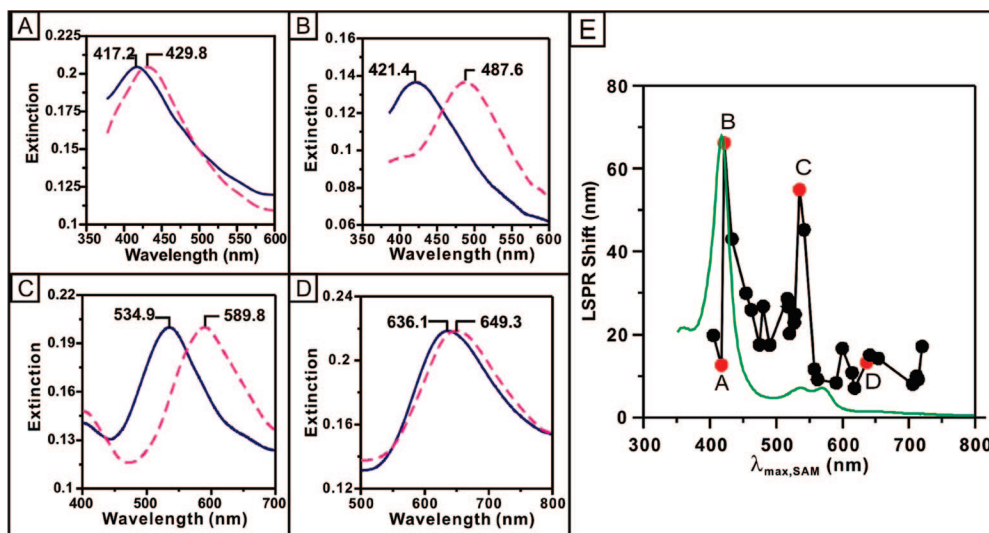 A
0.225
0.2
0.175
0.15
0.125
0.1
417.2 429.8
Extinction
350 400 450 500 550 600
Wavelength (nm)
B
0.16
0.14
0.12
0.1
0.08
0.06
421.4 487.6
Extinction
350 400 450 500 550 600
Wavelength (nm)
C
0.22
0.19
0.16
0.13
0.1
534.9 589.8
Extinction
400 500 600 700
Wavelength (nm)
D
0.24
0.2
0.16
0.12
636.1 649.3
Extinction
500 600 700 800 900
Wavelength (nm)
E
80
60
40
20
0
LSPR Shift (nm)
B
C
A
D
300 400 500 600 700 800
λmax,SAM (nm)